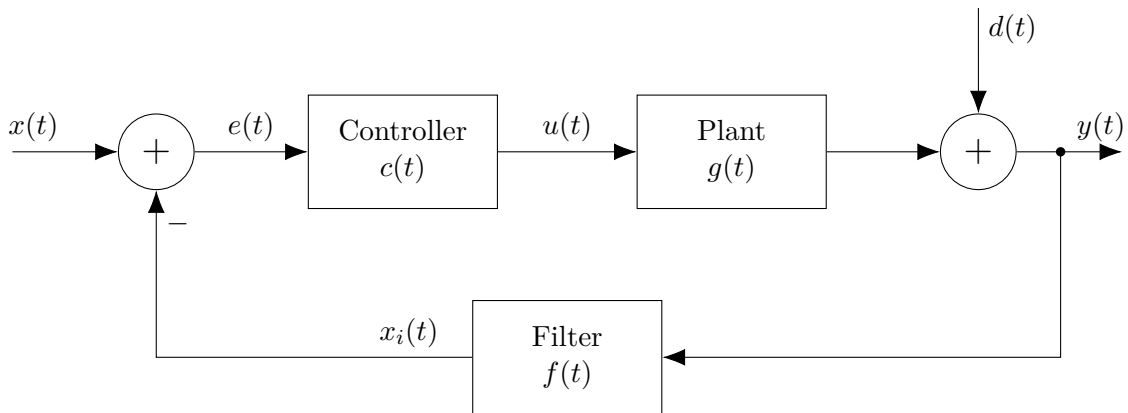 d(t)
x(t)
+
e(t)
Controller
c(t)
u(t)
Plant
g(t)
+
y(t)
−
x_i(t)
Filter
f(t)